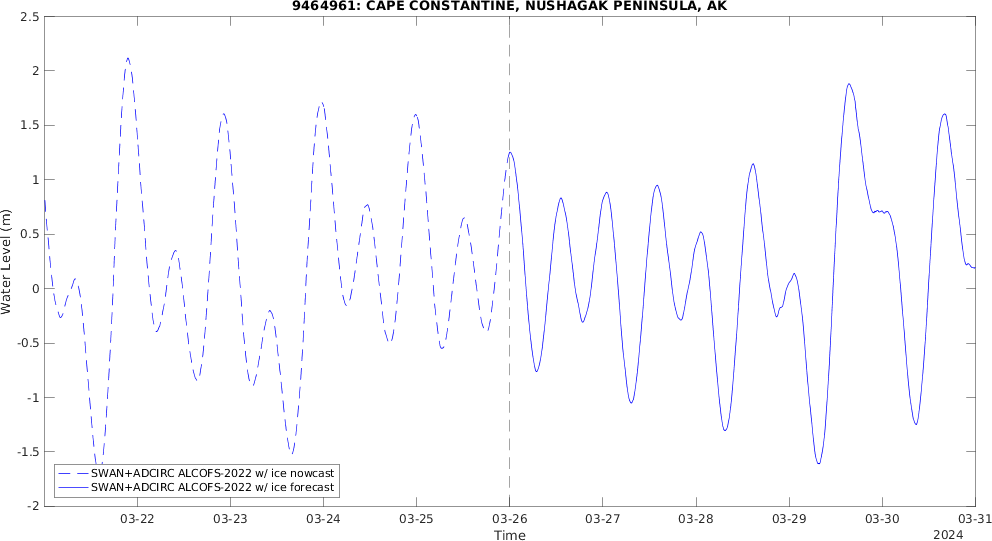 9464961: CAPE CONSTANTINE, NUSHAGAK PENINSULA, AK
2.5
2
1.5
1
0.5
0
-0.5
-1
-1.5
-2
Water Level (m)
SWAN+ADCIRC ALCOFS-2022 w/ ice nowcast
SWAN+ADCIRC ALCOFS-2022 w/ ice forecast
03-22 03-23 03-24 03-25 03-26 03-27 03-28 03-29 03-30 03-31
Time
2024